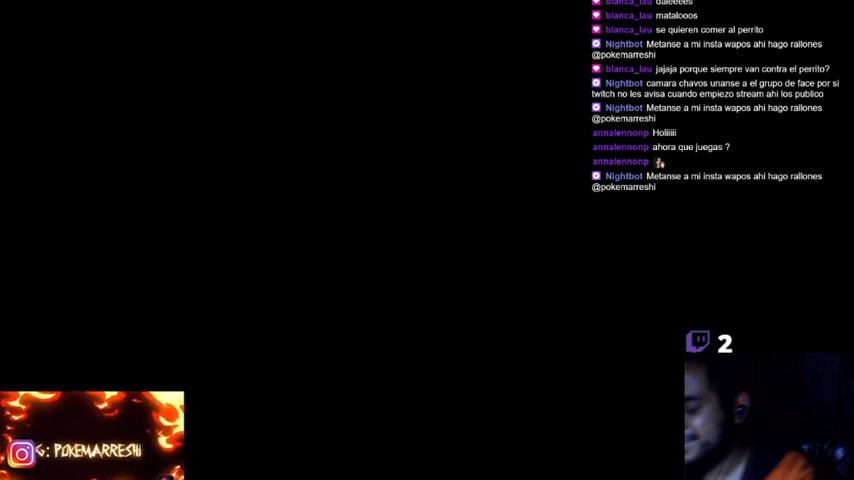 blanca_lau daleeees
blanca_lau matalooos
blanca_lau se quieren comer al perrito
Nightbot Metanse a mi insta wapos ahi hago rallones
@pokemarreshi
blanca_lau jajaja porque siempre van contra el perrito?
Nightbot camara chavos unanse a el grupo de face por si
twitch no les avisa cuando empiezo stream ahi los publico
Nightbot Metanse a mi insta wapos ahi hago rallones
@pokemarreshi
annalennonp Holiiiii
annalennonp ahora que juegas ?
annalennonp
Nightbot Metanse a mi insta wapos ahi hago rallones
@pokemarreshi
2
G: POKEMARRESHI